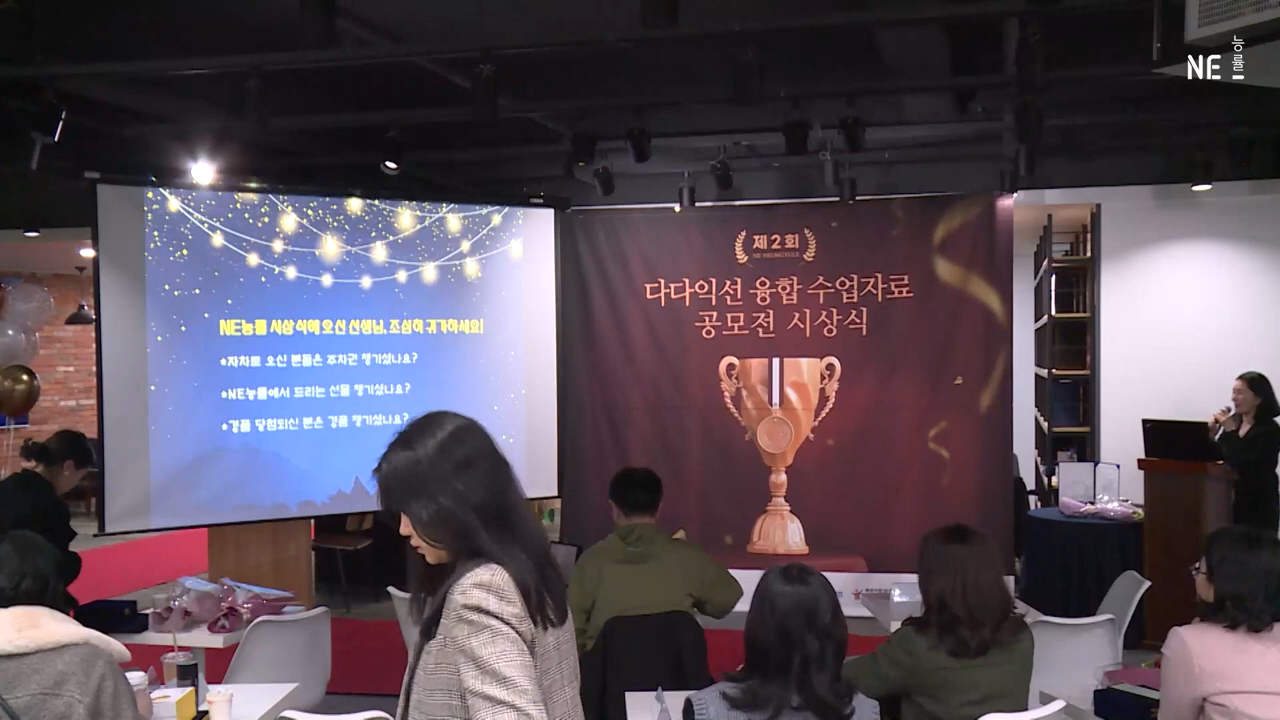 NE 능률
NE능률 시상식에 오신 선생님, 조심히 귀가하세요!
*자차로 오신 분들은 주차권 챙기셨나요?
*NE능률에서 드리는 선물 챙기셨나요?
*경품 당첨되신 분은 경품 챙기셨나요?
제2회
NE NEUNGYULE
다다익선 융합 수업자료
공모전 시상식